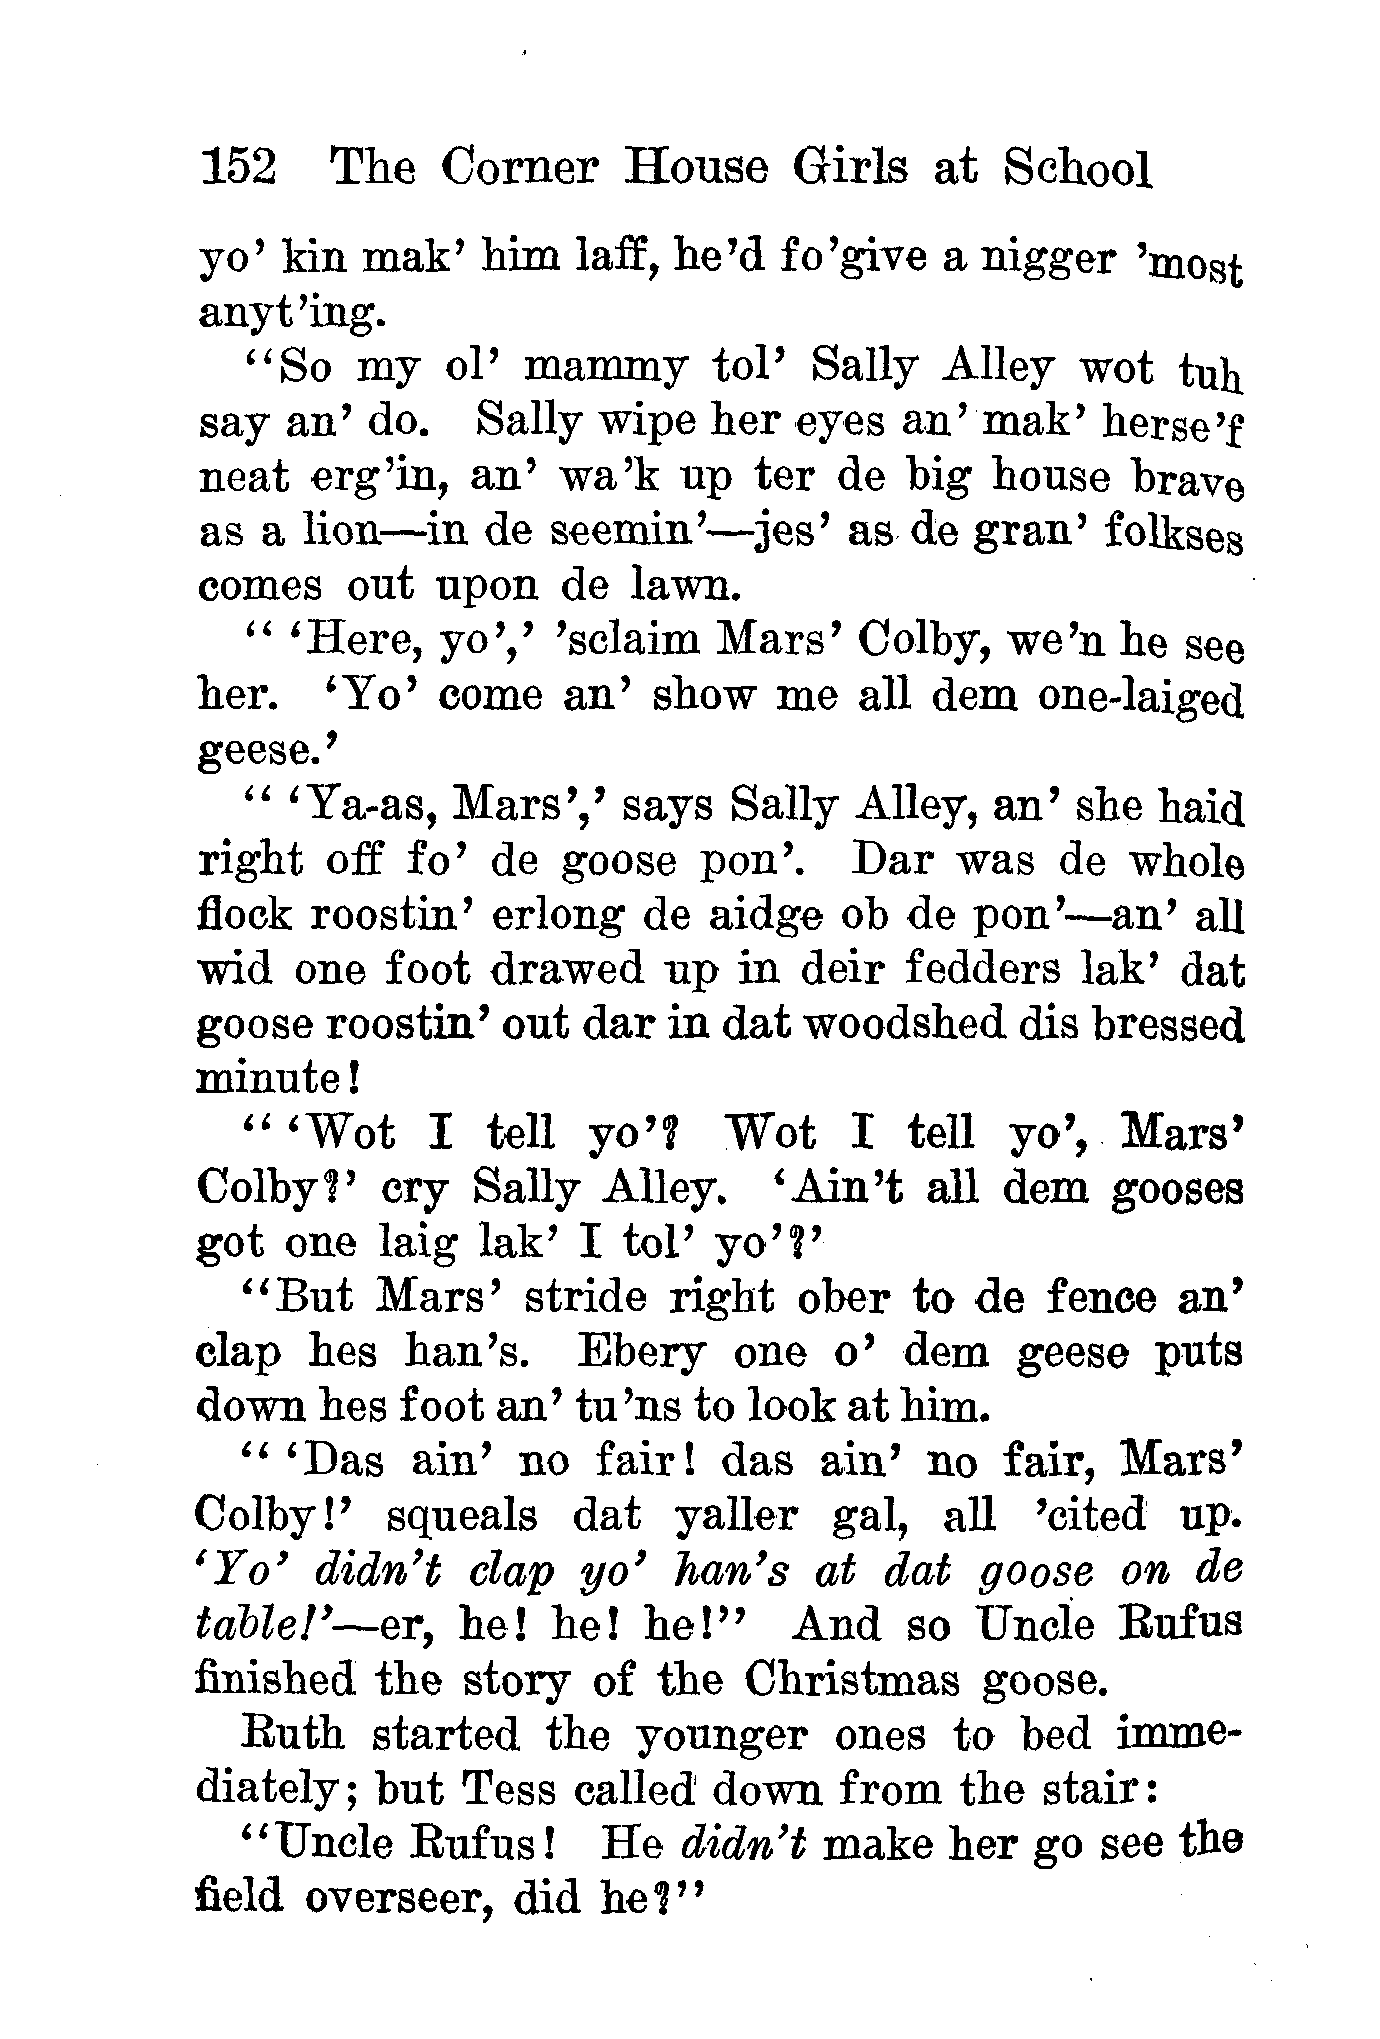 152 The Corner House Girls at School
yo' kin mak' him laff, he'd fo'give a nigger 'most
anyt'ing.
"So my ol' mammy tol' Sally Alley wot tuh
say an' do. Sally wipe her eyes an' mak' herse'f
neat erg'in, an' wa'k up ter de big house brave
as a lion—in de seemin'—jes' as de gran' folkses
comes out upon de lawn.
" 'Here, yo',' 'sclaim Mars' Colby, we'n he see
her. 'Yo' come an' show me all dem one-laiged
geese.'
" 'Ya-as, Mars',' says Sally Alley, an' she haid
right off fo' de goose pon'. Dar was de whole
flock roostin' erlong de aidge ob de pon'—an' all
wid one foot drawed up in deir fedders lak' dat
goose roostin' out dar in dat woodshed dis bressed
minute!
" 'Wot I tell yo'? Wot I tell yo', Mars'
Colby?' cry Sally Alley. 'Ain't all dem gooses
got one laig lak' I tol' yo'?'
"But Mars' stride right ober to de fence an'
clap hes han's. Ebery one o' dem geese puts
down hes foot an' tu'ns to look at him.
" 'Das ain' no fair! das ain' no fair, Mars'
Colby!' squeals dat yaller gal, all 'cited up.
'Yo' didn't clap yo' han's at dat goose on de
table!'—er, he! he! he!" And so Uncle Rufus
finished the story of the Christmas goose.
Ruth started the younger ones to bed imme-
diately; but Tess called down from the stair:
"Uncle Rufus! He didn't make her go see the
field overseer, did he?"